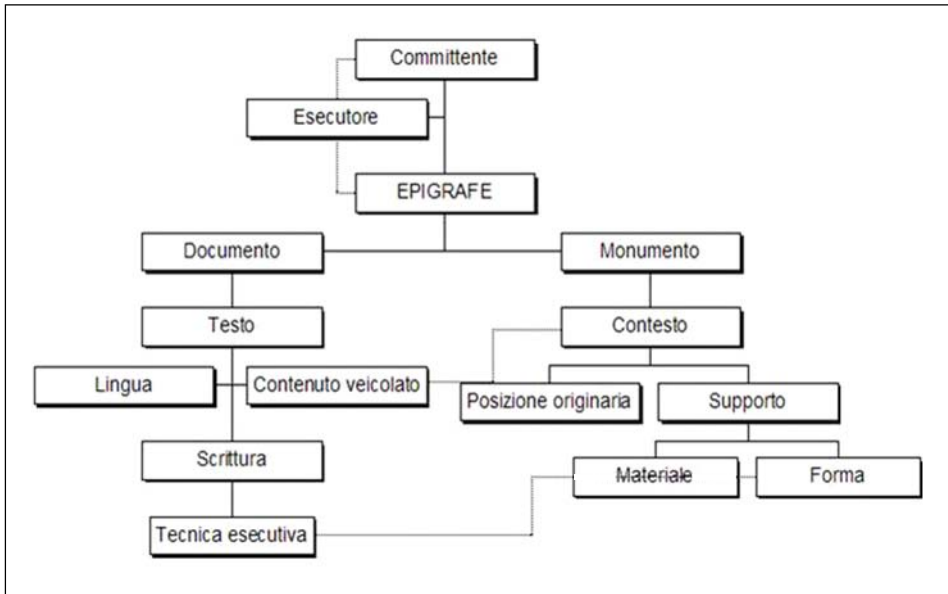 Committente
Esecutore
EPIGRAFE
Documento
Monumento
Testo
Contesto
Lingua
Contenuto veicolato
Posizione originaria
Supporto
Scrittura
Materiale
Forma
Tecnica esecutiva